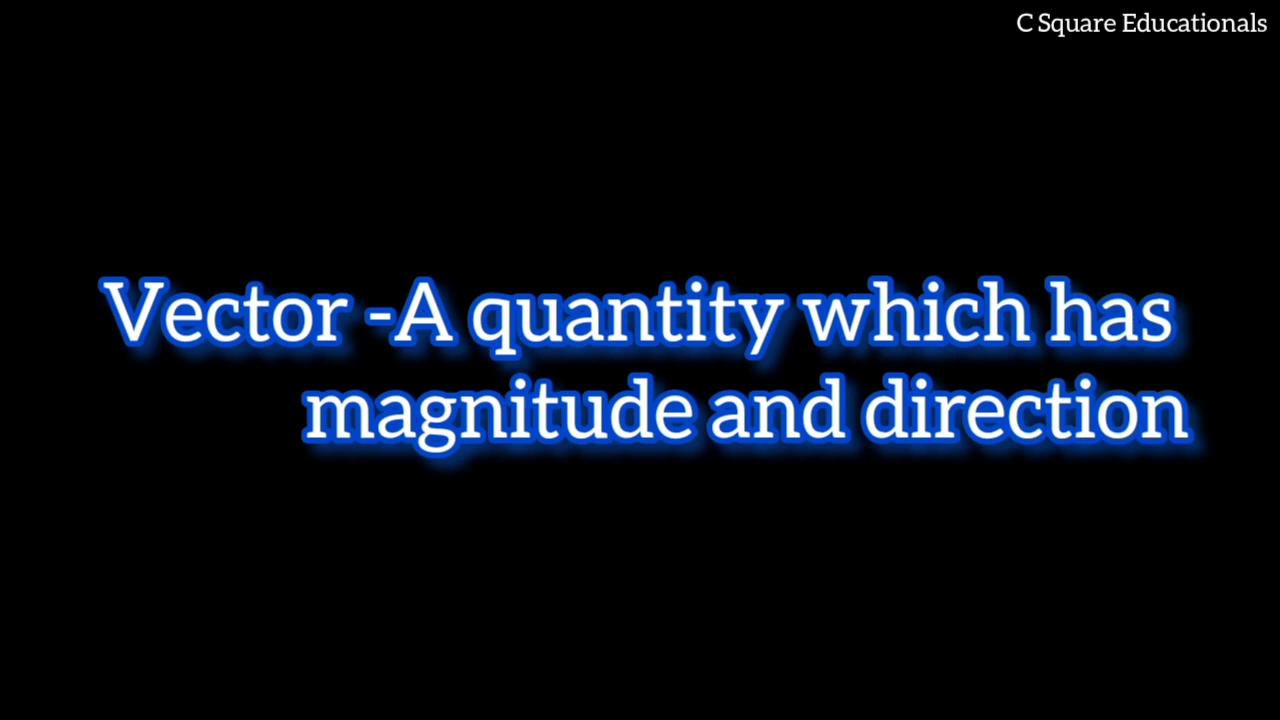 C Square Educationals
Vector -A quantity which has
magnitude and direction